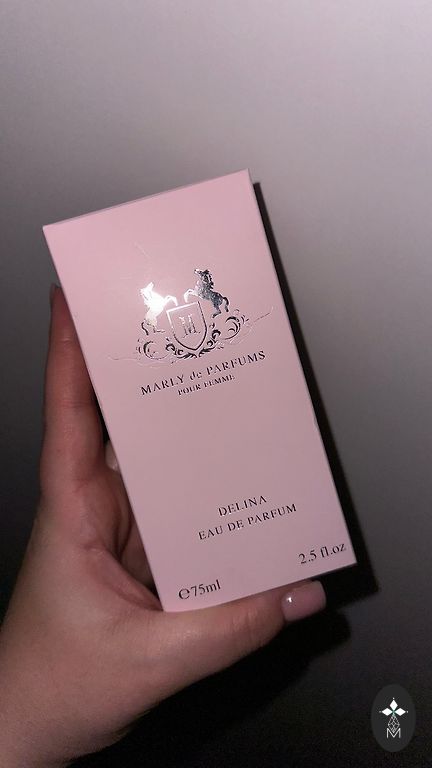 M
MARLY de PARFUMS
POUR FEMME
DELINA
EAU DE PARFUM
℮75ml
2.5 fl.oz
M